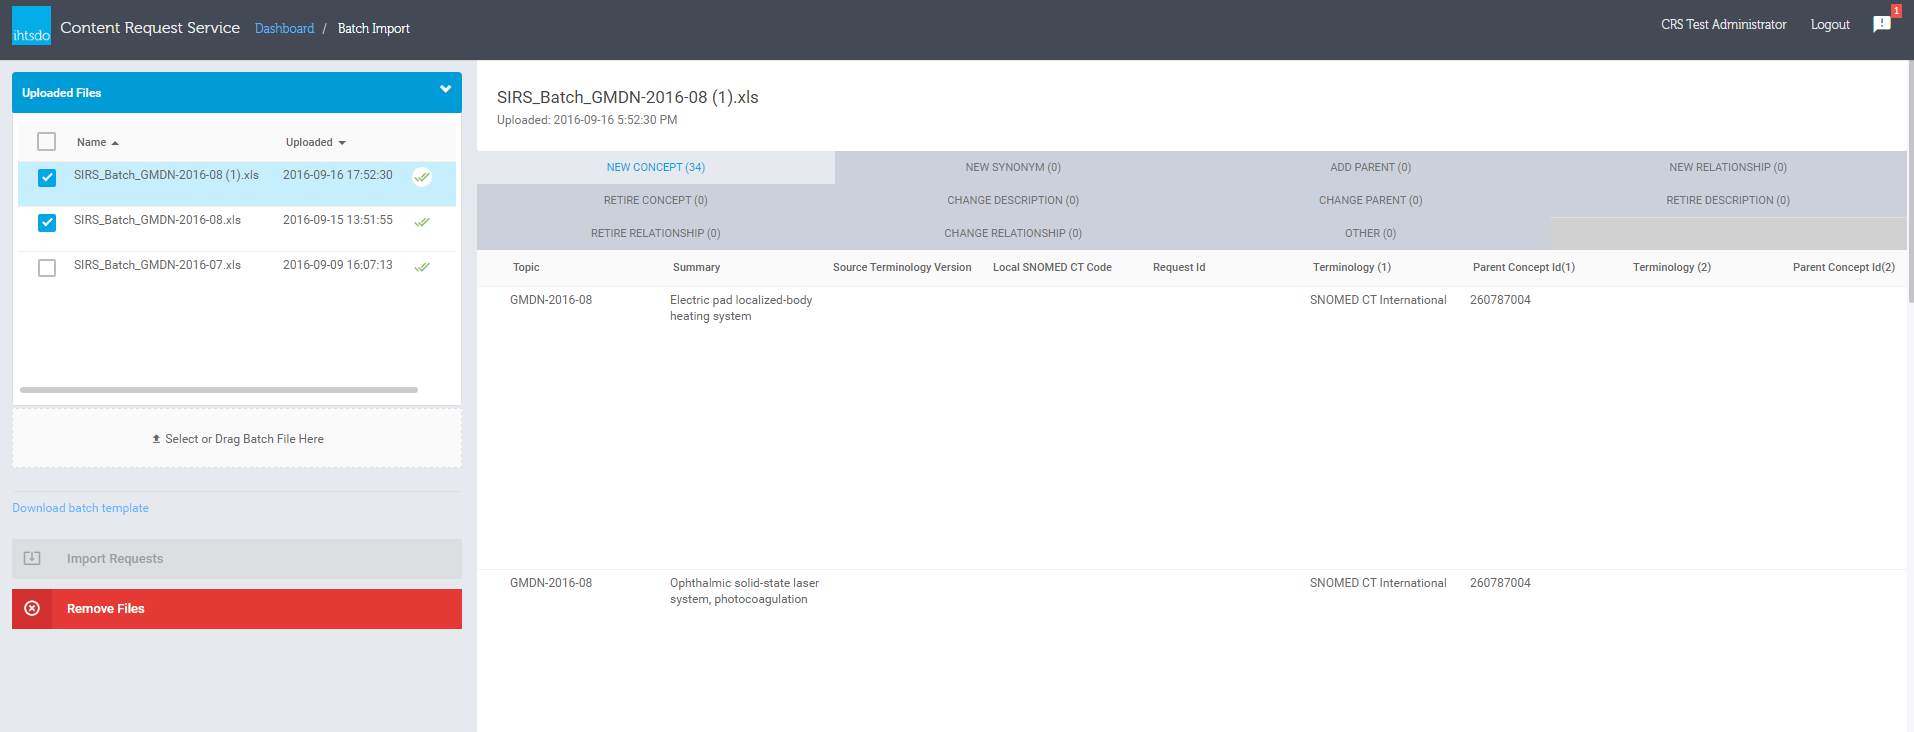 ihtsdo
Content Request Service Dashboard / Batch Import
CRS Test Administrator Logout 1
Uploaded Files
Name Uploaded
SIRS_Batch_GMDN-2016-08 (1).xls 2016-09-16 17:52:30
SIRS_Batch_GMDN-2016-08.xls 2016-09-15 13:51:55
SIRS_Batch_GMDN-2016-07.xls 2016-09-09 16:07:13
Select or Drag Batch File Here
Download batch template
Import Requests
Remove Files
SIRS_Batch_GMDN-2016-08 (1).xls
Uploaded: 2016-09-16 5:52:30 PM
NEW CONCEPT (34) NEW SYNONYM (0) ADD PARENT (0) NEW RELATIONSHIP (0)
RETIRE CONCEPT (0) CHANGE DESCRIPTION (0) CHANGE PARENT (0) RETIRE DESCRIPTION (0)
RETIRE RELATIONSHIP (0) CHANGE RELATIONSHIP (0) OTHER (0)
Topic Summary Source Terminology Version Local SNOMED CT Code Request Id Terminology (1) Parent Concept Id(1) Terminology (2) Parent Concept Id(2)
GMDN-2016-08 Electric pad localized-body SNOMED CT International 260787004
heating system
GMDN-2016-08 Ophthalmic solid-state laser SNOMED CT International 260787004
system, photocoagulation